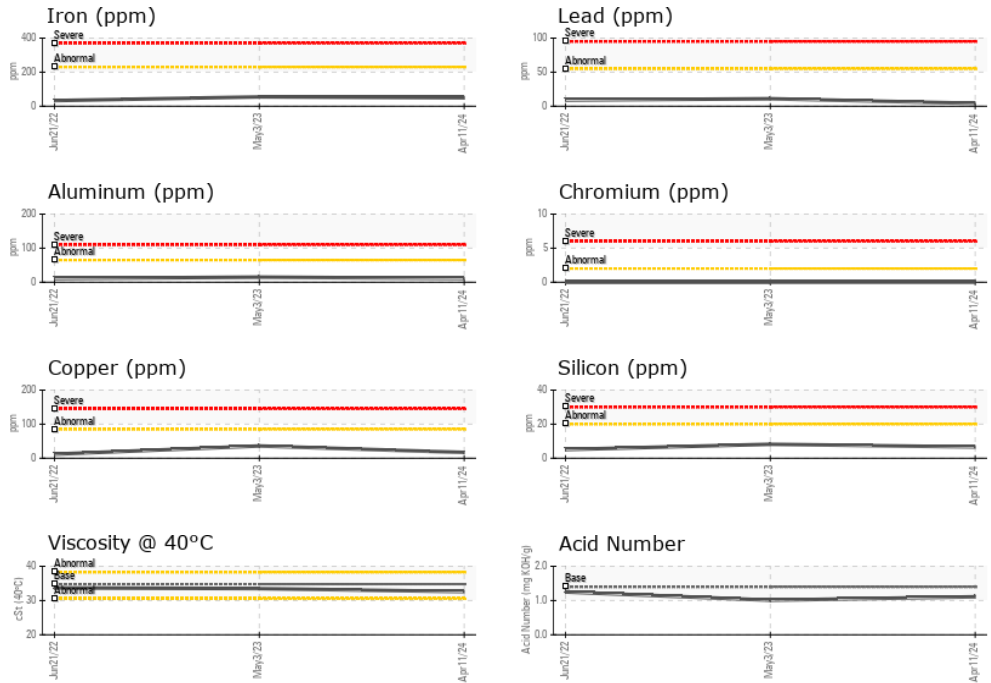 Iron (ppm)
400
200
0
ppm
Severe
Abnormal
Jun21/22
May3/23
Apr11/24
Lead (ppm)
100
50
0
ppm
Severe
Abnormal
Jun21/22
May3/23
Apr11/24
Aluminum (ppm)
200
100
0
ppm
Severe
Abnormal
Jun21/22
May3/23
Apr11/24
Chromium (ppm)
10
5
0
ppm
Severe
Abnormal
Jun21/22
May3/23
Apr11/24
Copper (ppm)
200
100
0
ppm
Severe
Abnormal
Jun21/22
May3/23
Apr11/24
Silicon (ppm)
40
20
0
ppm
Severe
Abnormal
Jun21/22
May3/23
Apr11/24
Viscosity @ 40°C
40
30
20
cSt (40°C)
Abnormal
Base
Abnormal
Jun21/22
May3/23
Apr11/24
Acid Number
2.0
1.0
0.0
Acid Number (mg KOH/g)
Base
Jun21/22
May3/23
Apr11/24